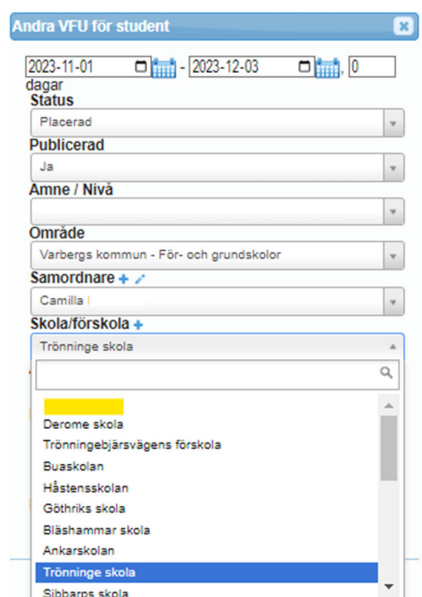 Andra VFU för student
2023-11-01 - 2023-12-03 , 0
dagar
Status
Placerad
Publicerad
Ja
Amne / Nivå
Område
Varbergs kommun - För- och grundskolor
Samordnare + 
Camilla
Skola/förskola +
Trönninge skola
Derome skola
Trönningebjärsvägens förskola
Buaskolan
Håstensskolan
Göthriks skola
Bläshammar skola
Ankarskolan
Trönninge skola
Sibbarps skola